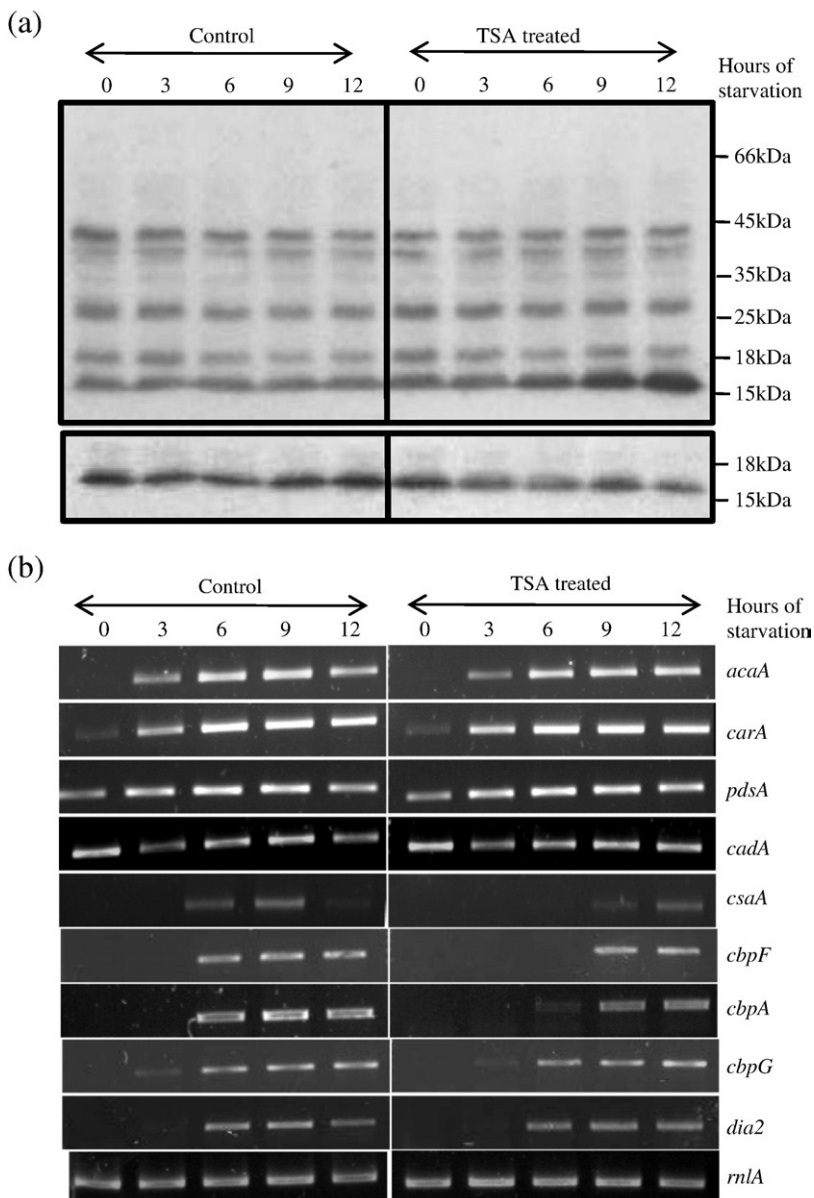 (a)
Control TSA treated
0 3 6 9 12 0 3 6 9 12 Hours of
starvation
66kDa
45kDa
35kDa
25kDa
18kDa
15kDa
18kDa
15kDa
(b)
Control TSA treated
0 3 6 9 12 0 3 6 9 12 Hours of
starvation
acaA
carA
pdsA
cadA
csaA
cbpF
cbpA
cbpG
dia2
rnlA